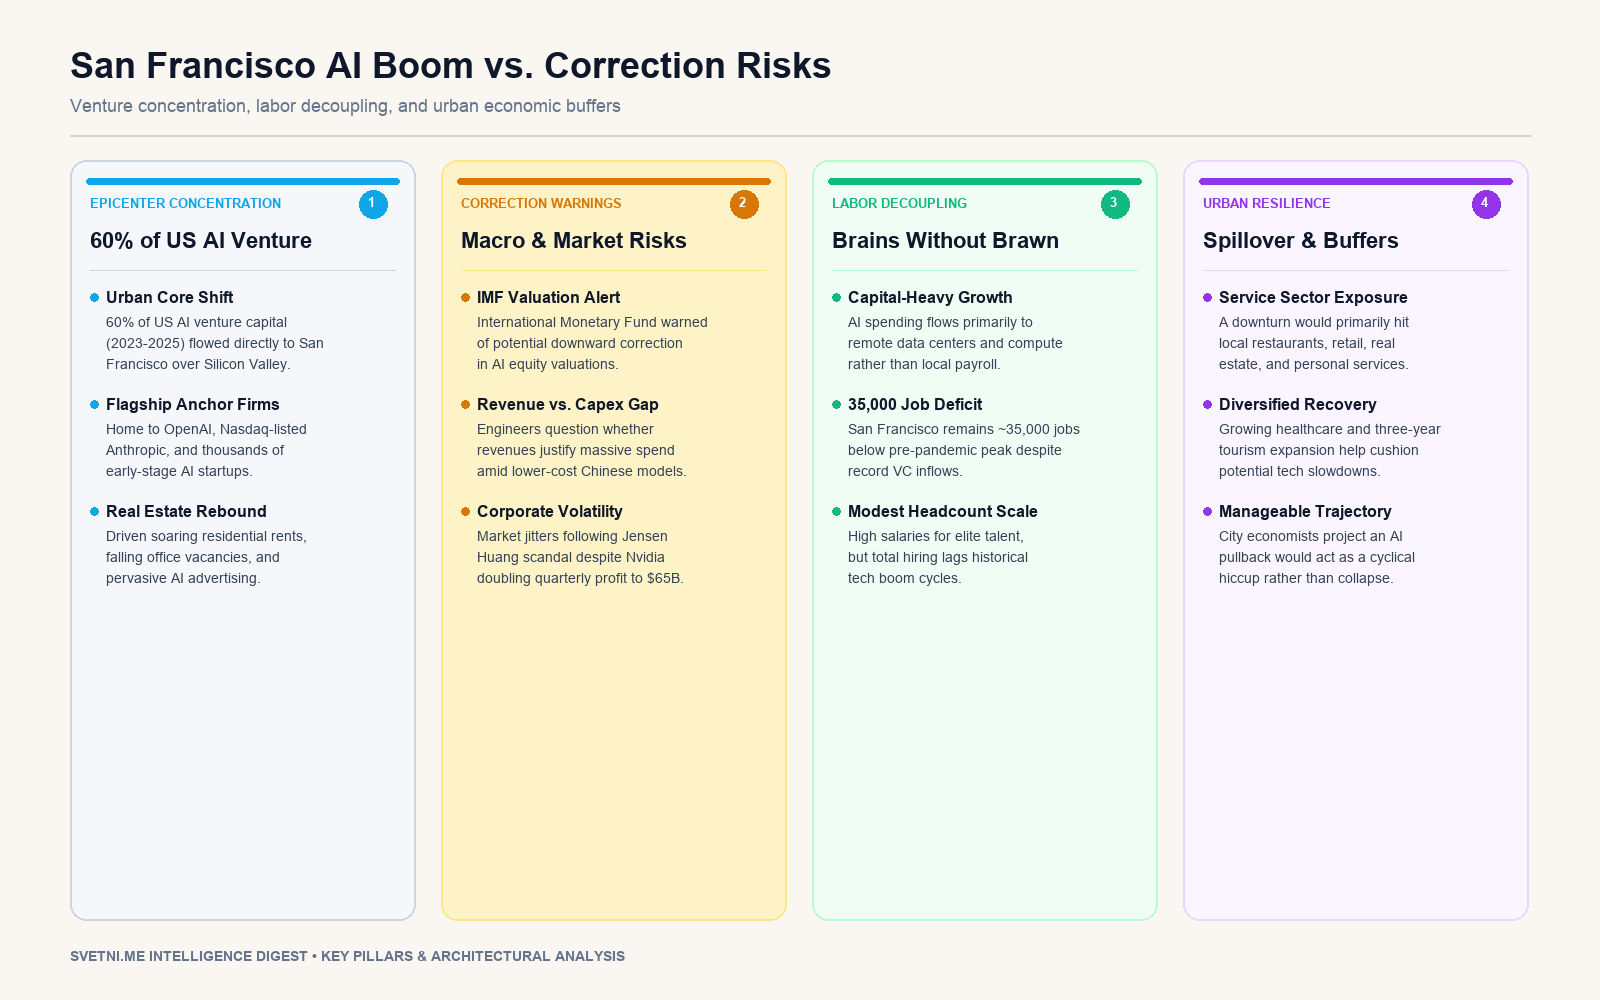 San Francisco AI Boom vs. Correction Risks
Venture concentration, labor decoupling, and urban economic buffers
EPICENTER CONCENTRATION
1
60% of US AI Venture
Urban Core Shift
60% of US AI venture capital
(2023-2025) flowed directly to San
Francisco over Silicon Valley.
Flagship Anchor Firms
Home to OpenAI, Nasdaq-listed
Anthropic, and thousands of
early-stage AI startups.
Real Estate Rebound
Driven soaring residential rents,
falling office vacancies, and
pervasive AI advertising.
CORRECTION WARNINGS
2
Macro & Market Risks
IMF Valuation Alert
International Monetary Fund warned
of potential downward correction
in AI equity valuations.
Revenue vs. Capex Gap
Engineers question whether
revenues justify massive spend
amid lower-cost Chinese models.
Corporate Volatility
Market jitters following Jensen
Huang scandal despite Nvidia
doubling quarterly profit to $65B.
LABOR DECOUPLING
3
Brains Without Brawn
Capital-Heavy Growth
AI spending flows primarily to
remote data centers and compute
rather than local payroll.
35,000 Job Deficit
San Francisco remains ~35,000 jobs
below pre-pandemic peak despite
record VC inflows.
Modest Headcount Scale
High salaries for elite talent,
but total hiring lags historical
tech boom cycles.
URBAN RESILIENCE
4
Spillover & Buffers
Service Sector Exposure
A downturn would primarily hit
local restaurants, retail, real
estate, and personal services.
Diversified Recovery
Growing healthcare and three-year
tourism expansion help cushion
potential tech slowdowns.
Manageable Trajectory
City economists project an AI
pullback would act as a cyclical
hiccup rather than collapse.
SVETNI.ME INTELLIGENCE DIGEST • KEY PILLARS & ARCHITECTURAL ANALYSIS